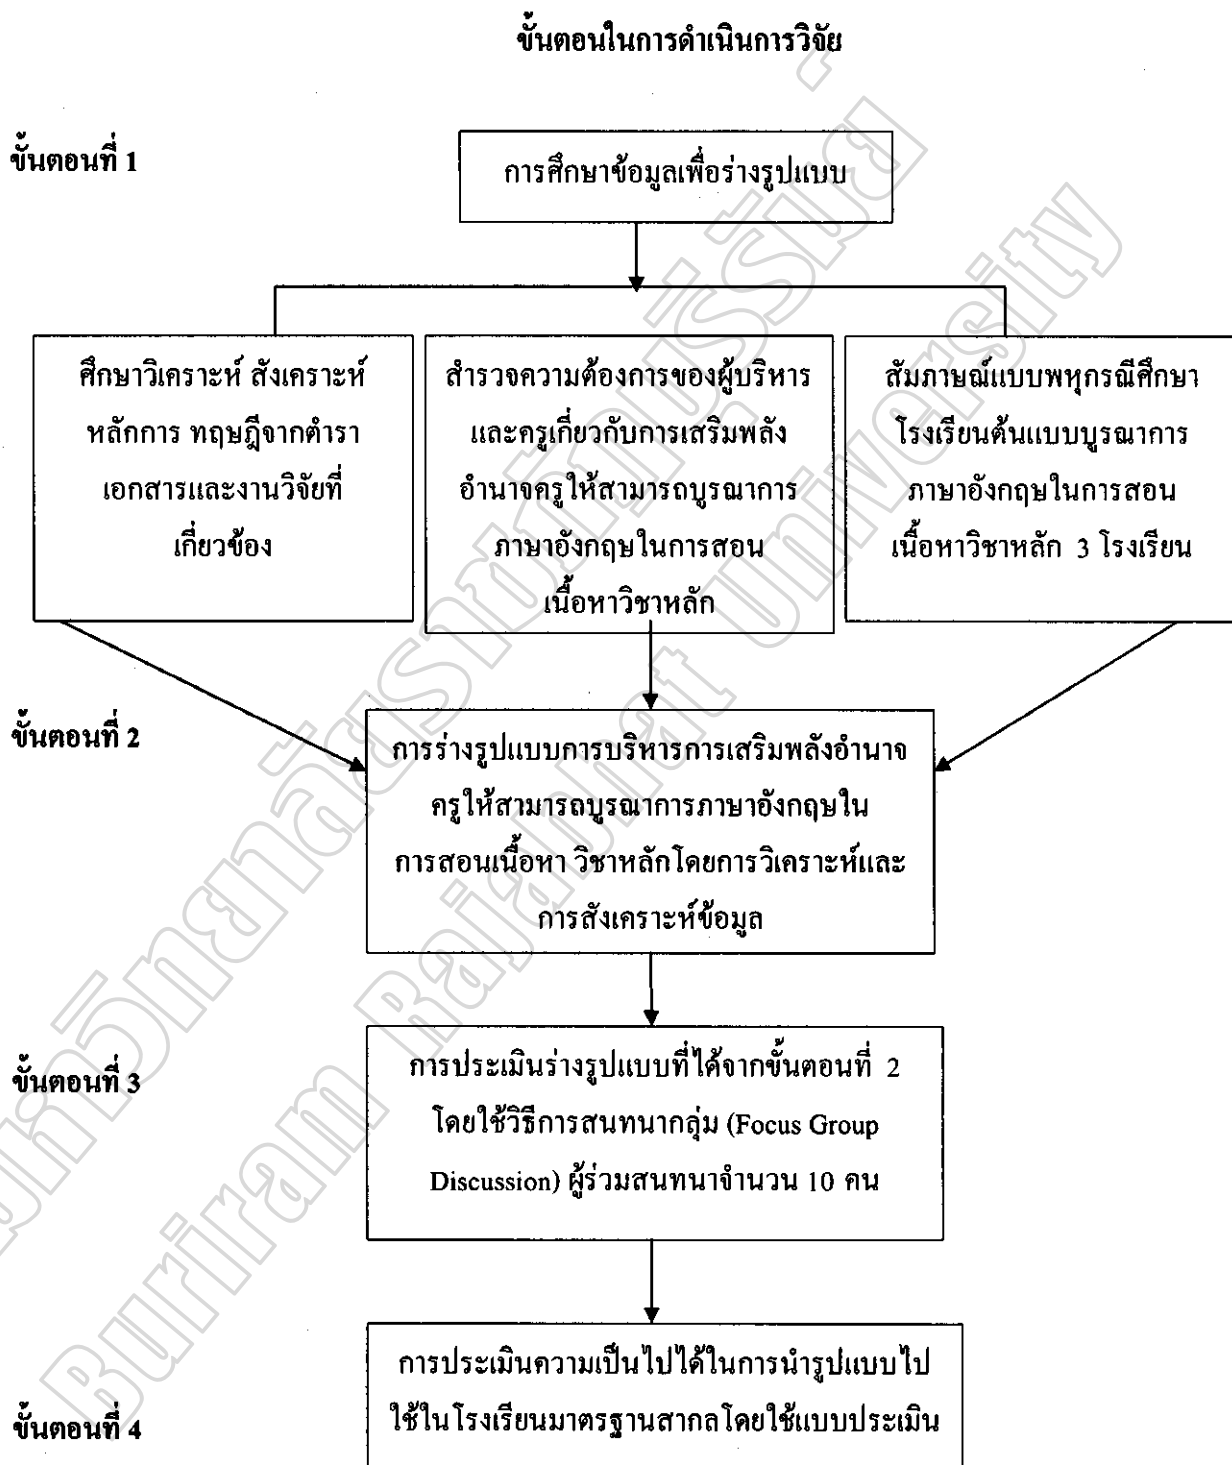 ขั้นตอนในการดำเนินการวิจัย
ขั้นตอนที่ 1
การศึกษาข้อมูลเพื่อร่างรูปแบบ
ศึกษาวิเคราะห์ สังเคราะห์
หลักการ ทฤษฎีจากตำรา
เอกสารและงานวิจัยที่
เกี่ยวข้อง
สำรวจความต้องการของผู้บริหาร
และครูเกี่ยวกับการเสริมพลัง
อำนาจครูให้สามารถบูรณาการ
ภาษาอังกฤษในการสอน
เนื้อหาวิชาหลัก
สัมภาษณ์แบบพหุกรณีศึกษา
โรงเรียนต้นแบบบูรณาการ
ภาษาอังกฤษในการสอน
เนื้อหาวิชาหลัก 3 โรงเรียน
ขั้นตอนที่ 2
การร่างรูปแบบการบริหารการเสริมพลังอำนาจ
ครูให้สามารถบูรณาการภาษาอังกฤษใน
การสอนเนื้อหา วิชาหลักโดยการวิเคราะห์และ
การสังเคราะห์ข้อมูล
ขั้นตอนที่ 3
การประเมินร่างรูปแบบที่ได้จากขั้นตอนที่ 2
โดยใช้วิธีการสนทนากลุ่ม (Focus Group
Discussion) ผู้ร่วมสนทนาจำนวน 10 คน
ขั้นตอนที่ 4
การประเมินความเป็นไปได้ในการนำรูปแบบไป
ใช้ในโรงเรียนมาตรฐานสากลโดยใช้แบบประเมิน
มหาวิทยาลัยราชภัฏบุรีรัมย์
Buriram Rajabhat University